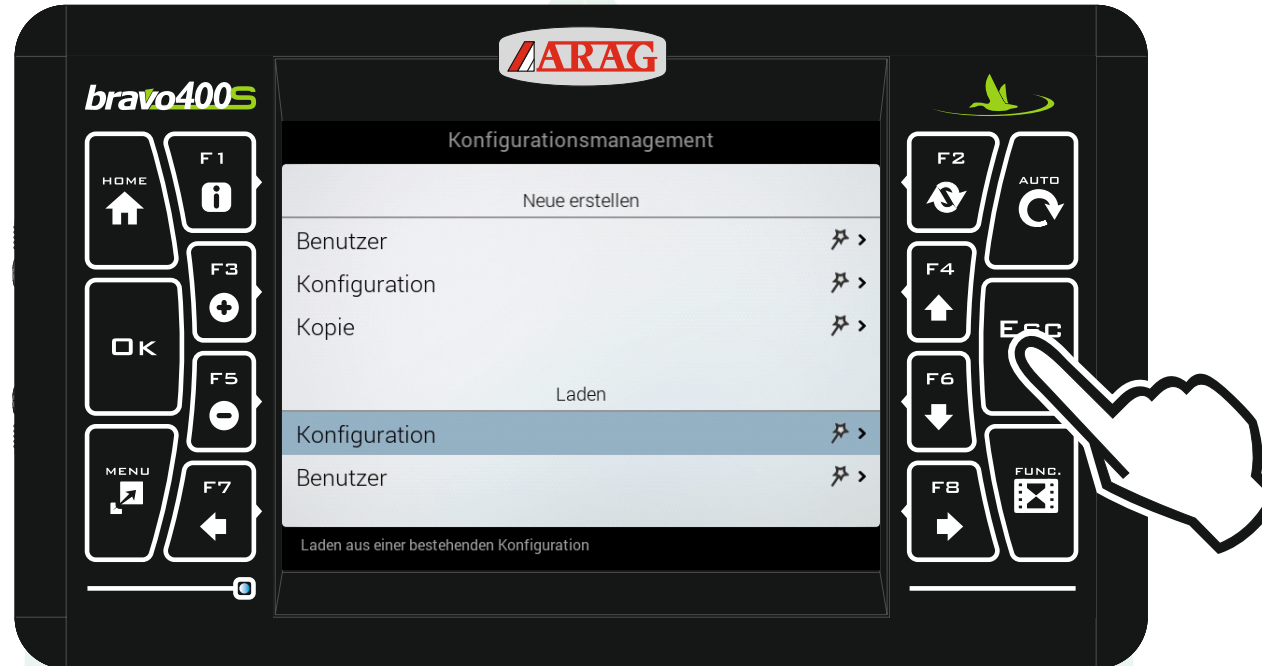 ARAG
bravo400S
Konfigurationsmanagement
Neue erstellen
Benutzer
Konfiguration
Kopie
Laden
Konfiguration
Benutzer
Laden aus einer bestehenden Konfiguration
HOME
F1
F3
OK
F5
MENU
F7
F2
AUTO
F4
Esc
F6
F8
FUNC.